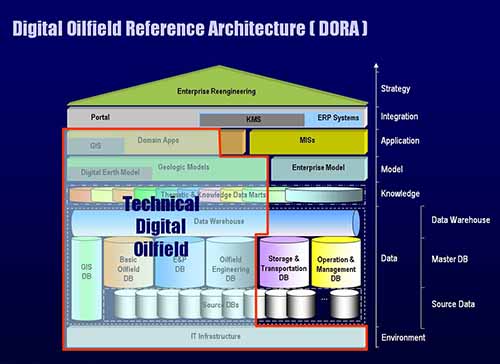 Digital Oilfield Reference Architecture ( DORA )
Enterprise Reengineering
Strategy
Portal
KMS
ERP Systems
Integration
GIS
Domain Apps
MISs
Application
Digital Earth Model
Geologic Models
Enterprise Model
Model
Thematic & Knowledge Data Marts
Knowledge
Technical
Digital
Oilfield
Data Warehouse
Data Warehouse
GIS
DB
Basic
Oilfield
DB
E&P
DB
Oilfield
Engineering
DB
Storage &
Transportation
DB
Operation &
Management
DB
Data
Master DB
Source DBs
...
Source Data
IT Infrastructure
Environment